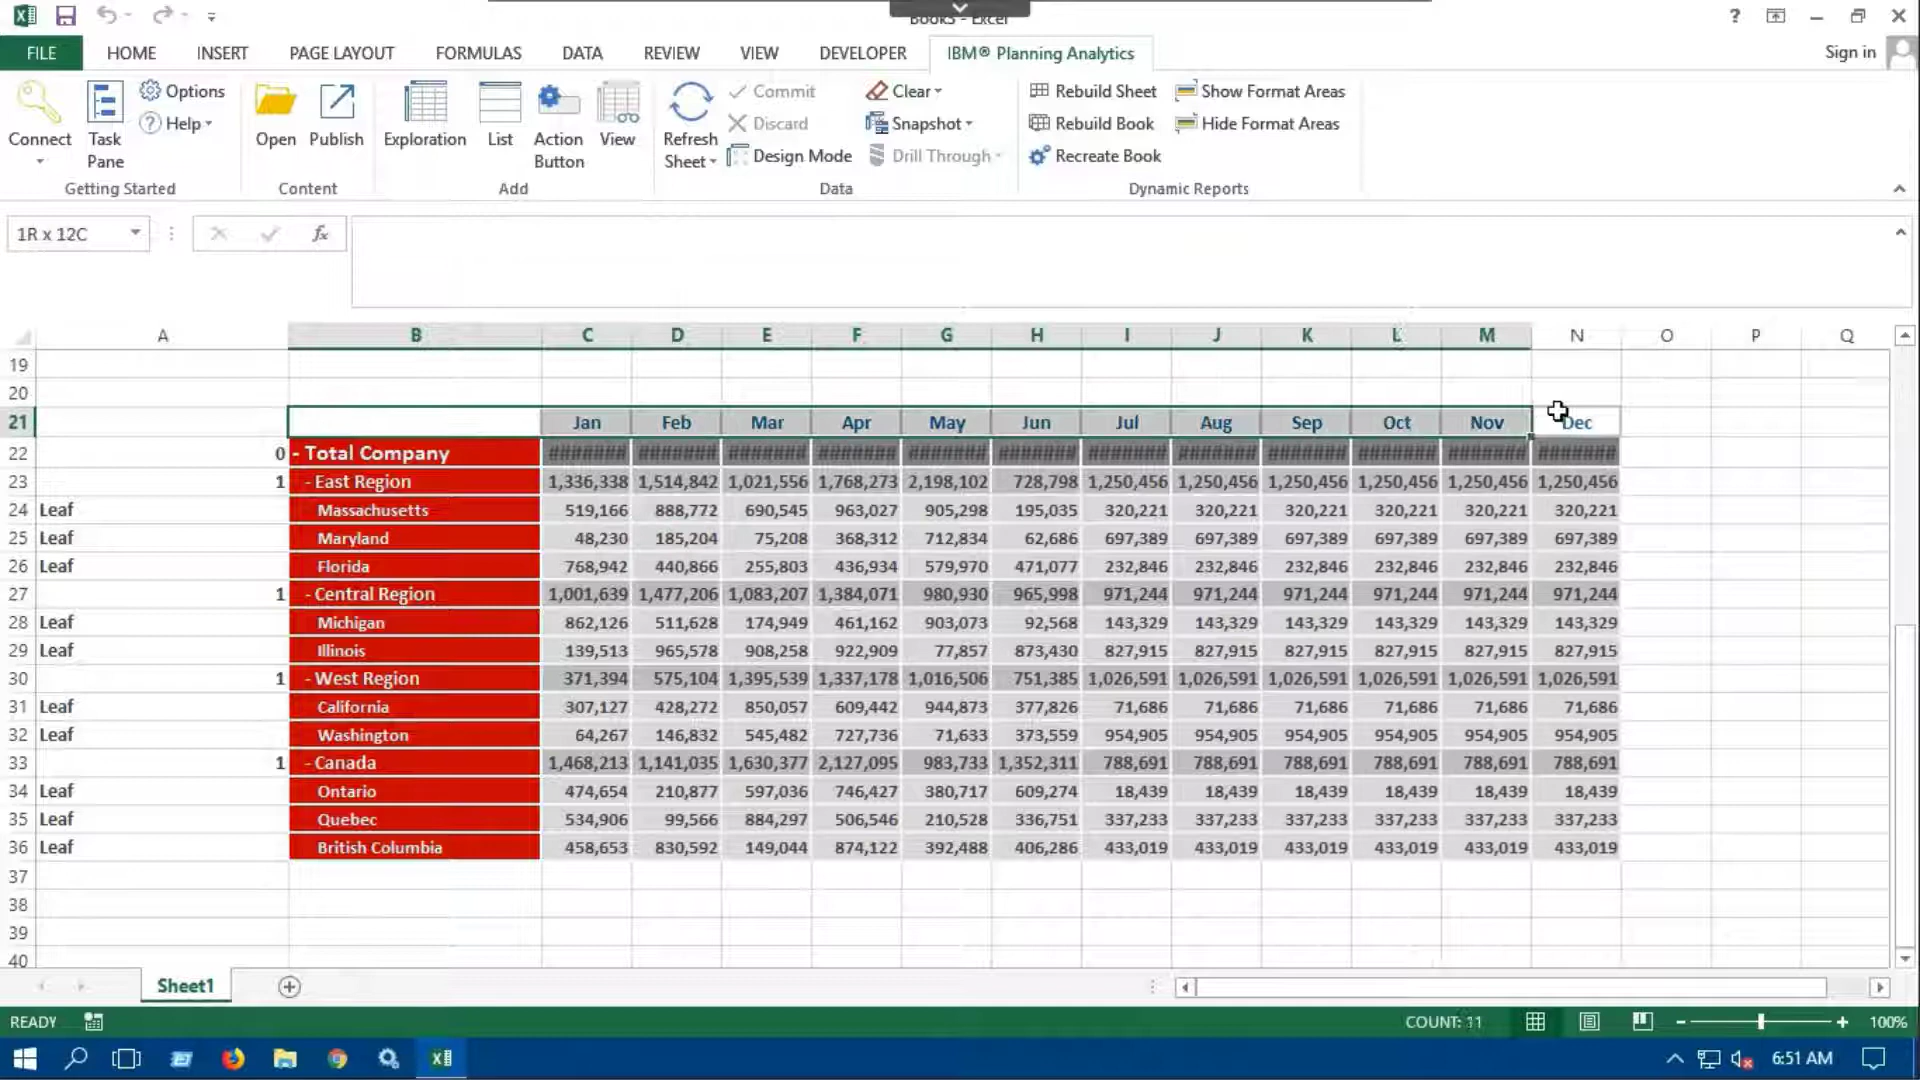 Book3 - Excel
?
FILE HOME INSERT PAGE LAYOUT FORMULAS DATA REVIEW VIEW DEVELOPER IBM® Planning Analytics Sign in
Connect
Task Pane
Options
Help
Getting Started
Open
Publish
Content
Exploration
List
Action Button
View
Add
Refresh Sheet
Commit
Discard
Design Mode
Clear
Snapshot
Drill Through
Data
Rebuild Sheet
Rebuild Book
Recreate Book
Show Format Areas
Hide Format Areas
Dynamic Reports
1R x 12C fx
A B C D E F G H I J K L M N O P Q
19
20
21 Jan Feb Mar Apr May Jun Jul Aug Sep Oct Nov Dec
22 0 - Total Company ####### ####### ####### ####### ####### ####### ####### ####### ####### ####### ####### #######
23 1 - East Region 1,336,338 1,514,842 1,021,556 1,768,273 2,198,102 728,798 1,250,456 1,250,456 1,250,456 1,250,456 1,250,456 1,250,456
24 Leaf Massachusetts 519,166 888,772 690,545 963,027 905,298 195,035 320,221 320,221 320,221 320,221 320,221 320,221
25 Leaf Maryland 48,230 185,204 75,208 368,312 712,834 62,686 697,389 697,389 697,389 697,389 697,389 697,389
26 Leaf Florida 768,942 440,866 255,803 436,934 579,970 471,077 232,846 232,846 232,846 232,846 232,846 232,846
27 1 - Central Region 1,001,639 1,477,206 1,083,207 1,384,071 980,930 965,998 971,244 971,244 971,244 971,244 971,244 971,244
28 Leaf Michigan 862,126 511,628 174,949 461,162 903,073 92,568 143,329 143,329 143,329 143,329 143,329 143,329
29 Leaf Illinois 139,513 965,578 908,258 922,909 77,857 873,430 827,915 827,915 827,915 827,915 827,915 827,915
30 1 - West Region 371,394 575,104 1,395,539 1,337,178 1,016,506 751,385 1,026,591 1,026,591 1,026,591 1,026,591 1,026,591 1,026,591
31 Leaf California 307,127 428,272 850,057 609,442 944,873 377,826 71,686 71,686 71,686 71,686 71,686 71,686
32 Leaf Washington 64,267 146,832 545,482 727,736 71,633 373,559 954,905 954,905 954,905 954,905 954,905 954,905
33 1 - Canada 1,468,213 1,141,035 1,630,377 2,127,095 983,733 1,352,311 788,691 788,691 788,691 788,691 788,691 788,691
34 Leaf Ontario 474,654 210,877 597,036 746,427 380,717 609,274 18,439 18,439 18,439 18,439 18,439 18,439
35 Leaf Quebec 534,906 99,566 884,297 506,546 210,528 336,751 337,233 337,233 337,233 337,233 337,233 337,233
36 Leaf British Columbia 458,653 830,592 149,044 874,122 392,488 406,286 433,019 433,019 433,019 433,019 433,019 433,019
37
38
39
40
Sheet1
READY COUNT: 11 100%
6:51 AM